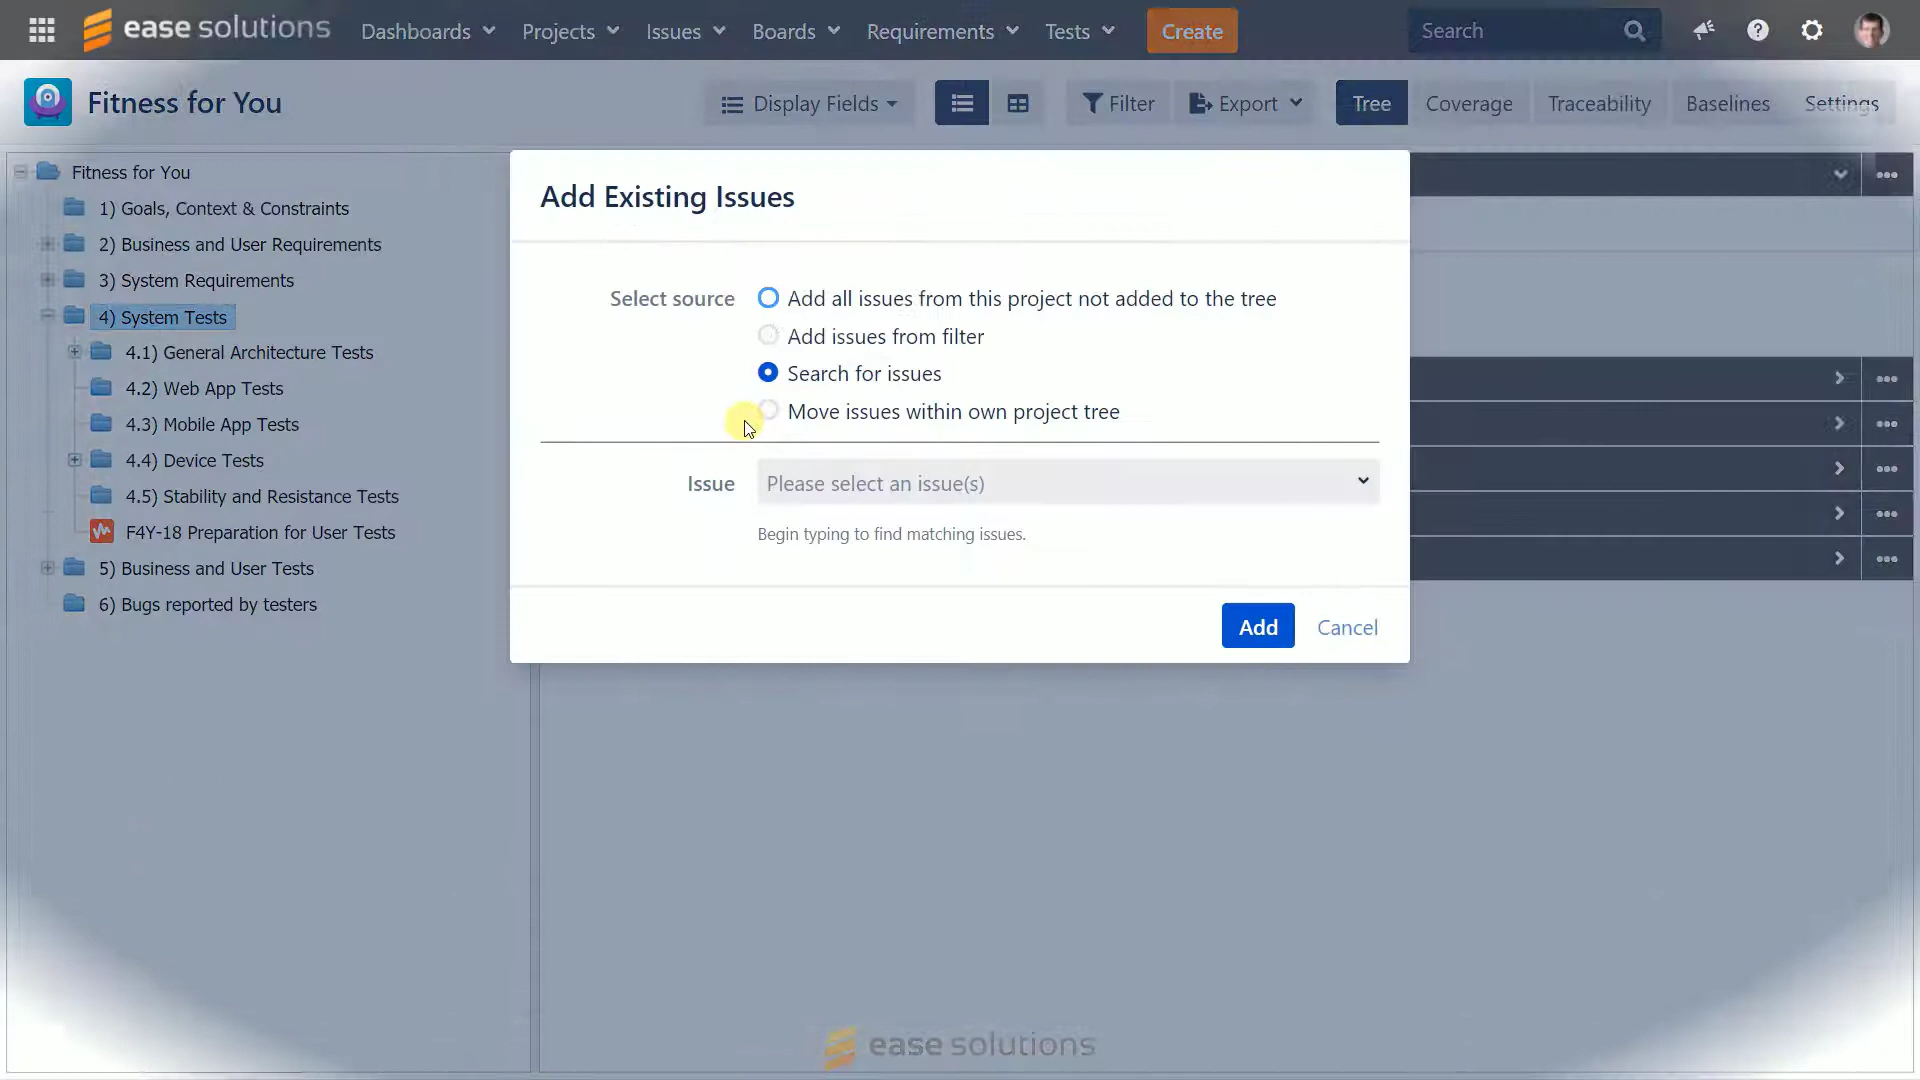 ease solutions Dashboards Projects Issues Boards Requirements Tests Create Search
Fitness for You Display Fields Filter Export Tree Coverage Traceability Baselines Settings
Fitness for You
1) Goals, Context & Constraints
2) Business and User Requirements
3) System Requirements
4) System Tests
4.1) General Architecture Tests
4.2) Web App Tests
4.3) Mobile App Tests
4.4) Device Tests
4.5) Stability and Resistance Tests
F4Y-18 Preparation for User Tests
5) Business and User Tests
6) Bugs reported by testers
Add Existing Issues
Select source Add all issues from this project not added to the tree
Add issues from filter
Search for issues
Move issues within own project tree
Issue Please select an issue(s)
Begin typing to find matching issues.
Add Cancel
ease solutions